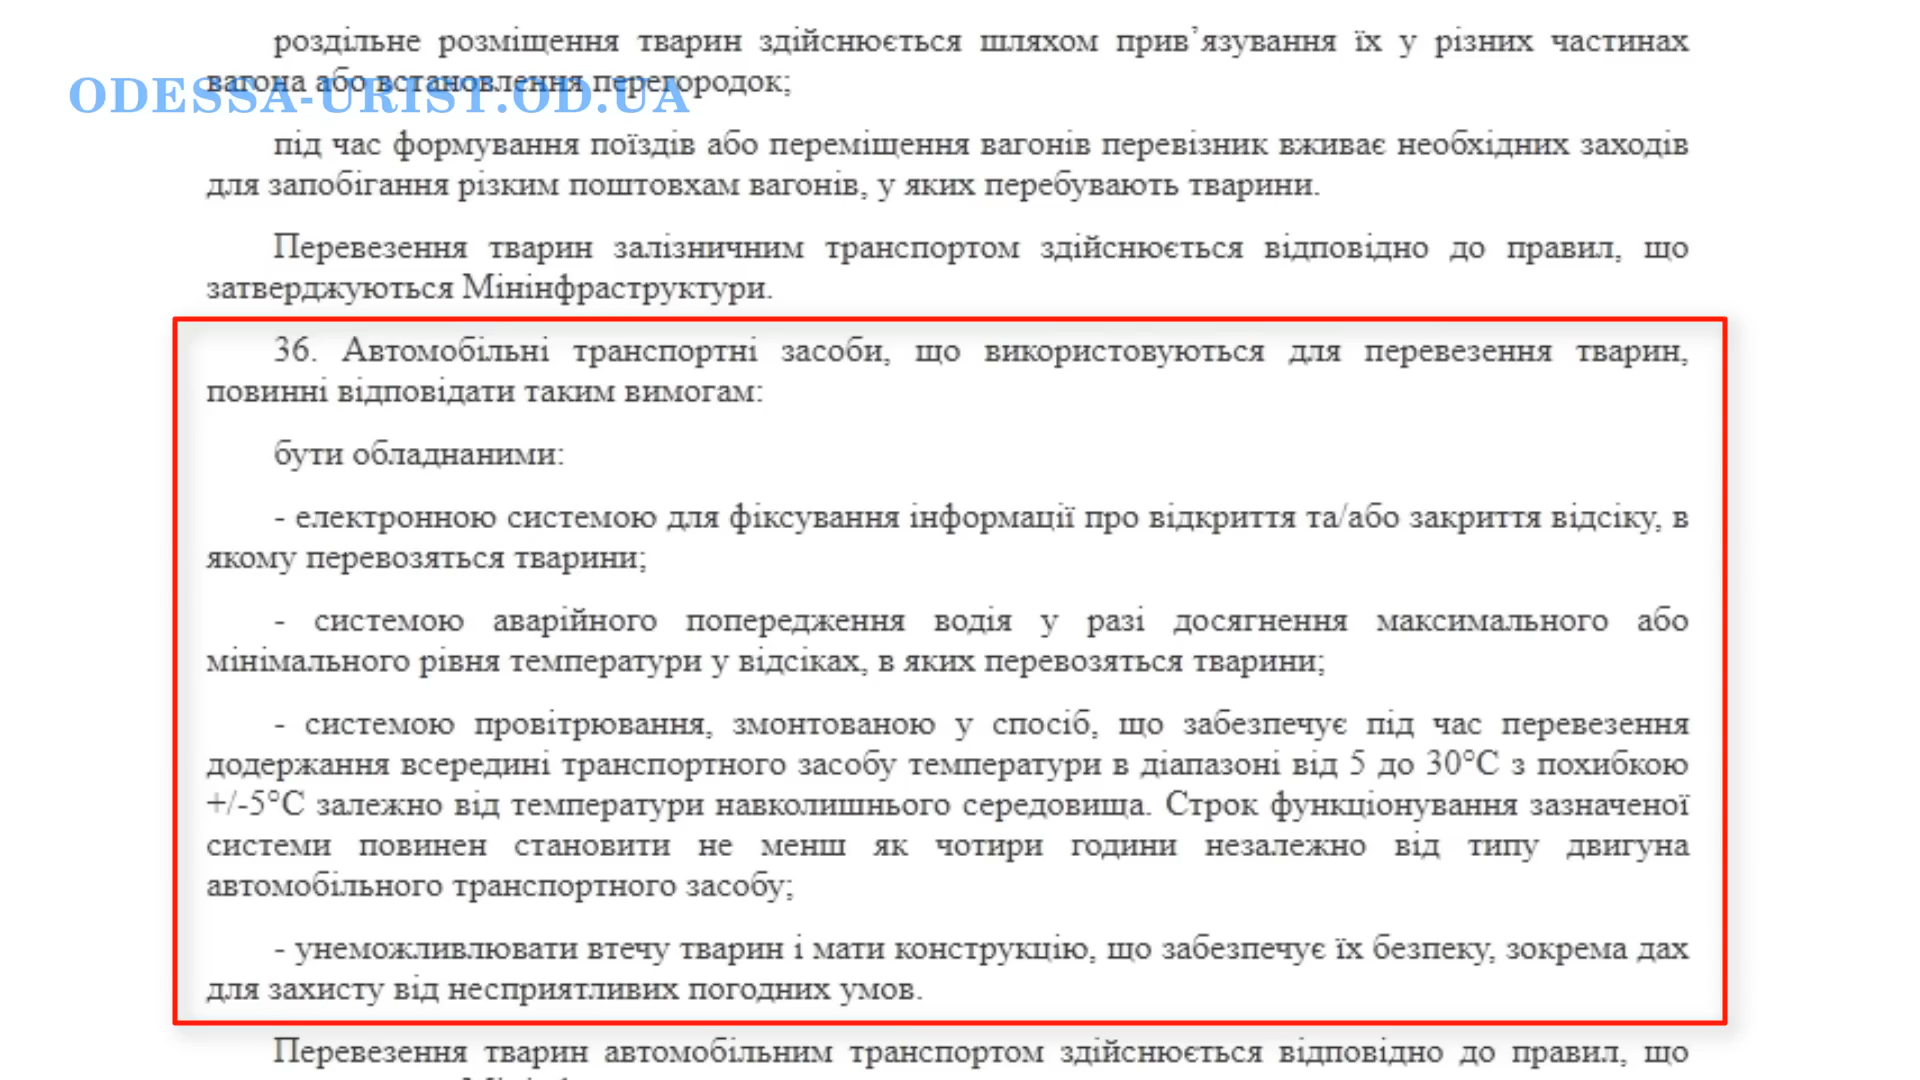 роздільне розміщення тварин здійснюється шляхом прив’язування їх у різних частинах
вагона або встановлення перегородок;
ODESSA-URIST.OD.UA
під час формування поїздів або переміщення вагонів перевізник вживає необхідних заходів
для запобігання різким поштовхам вагонів, у яких перебувають тварини.
Перевезення тварин залізничним транспортом здійснюється відповідно до правил, що
затверджуються Мінінфраструктури.
36. Автомобільні транспортні засоби, що використовуються для перевезення тварин,
повинні відповідати таким вимогам:
бути обладнаними:
- електронною системою для фіксування інформації про відкриття та/або закриття відсіку, в
якому перевозяться тварини;
- системою аварійного попередження водія у разі досягнення максимального або
мінімального рівня температури у відсіках, в яких перевозяться тварини;
- системою провітрювання, змонтованою у спосіб, що забезпечує під час перевезення
додержання всередині транспортного засобу температури в діапазоні від 5 до 30°C з похибкою
+/-5°C залежно від температури навколишнього середовища. Строк функціонування зазначеної
системи повинен становити не менш як чотири години незалежно від типу двигуна
автомобільного транспортного засобу;
- унеможливлювати втечу тварин і мати конструкцію, що забезпечує їх безпеку, зокрема дах
для захисту від несприятливих погодних умов.
Перевезення тварин автомобільним транспортом здійснюється відповідно до правил, що